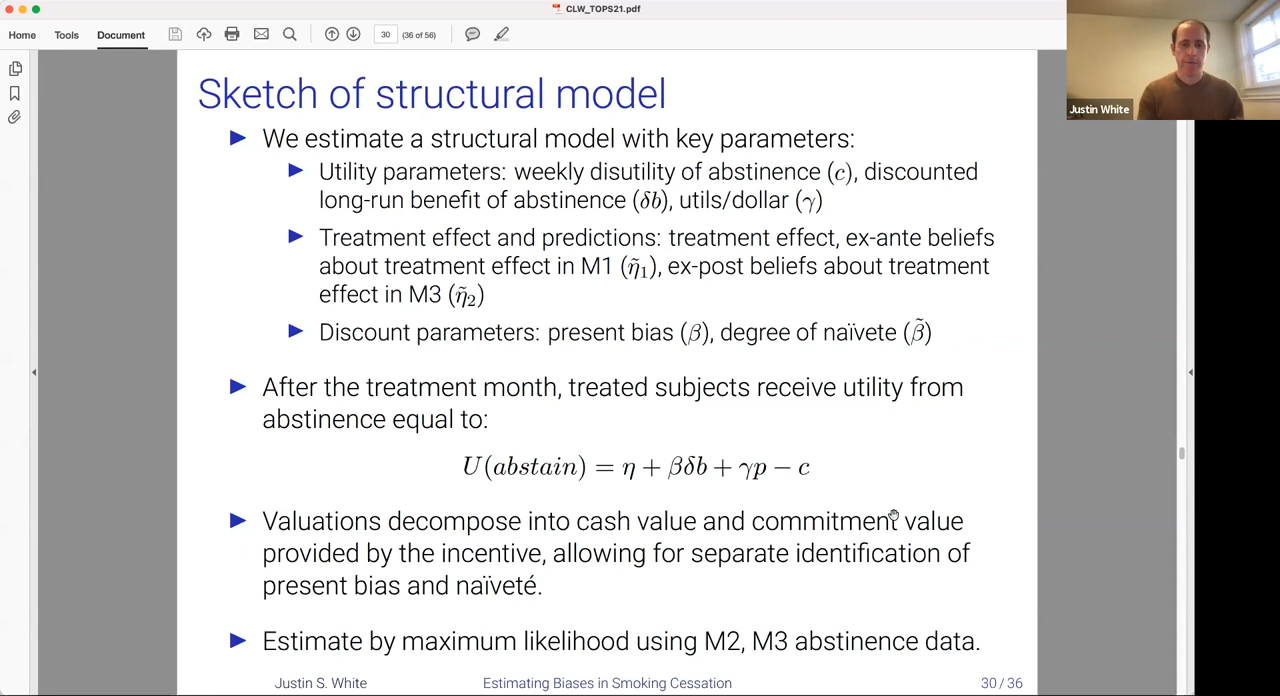 CLW_TOPS21.pdf
Home Tools Document 30 (36 of 56)
Justin White
Sketch of structural model
We estimate a structural model with key parameters:
Utility parameters: weekly disutility of abstinence (c), discounted
long-run benefit of abstinence (δb), utils/dollar (γ)
Treatment effect and predictions: treatment effect, ex-ante beliefs
about treatment effect in M1 (η̃₁), ex-post beliefs about treatment
effect in M3 (η̃₂)
Discount parameters: present bias (β), degree of naïvete (β̃)
After the treatment month, treated subjects receive utility from
abstinence equal to:
U(abstain) = η + βδb + γp − c
Valuations decompose into cash value and commitment value
provided by the incentive, allowing for separate identification of
present bias and naïveté.
Estimate by maximum likelihood using M2, M3 abstinence data.
Justin S. White Estimating Biases in Smoking Cessation 30 / 36